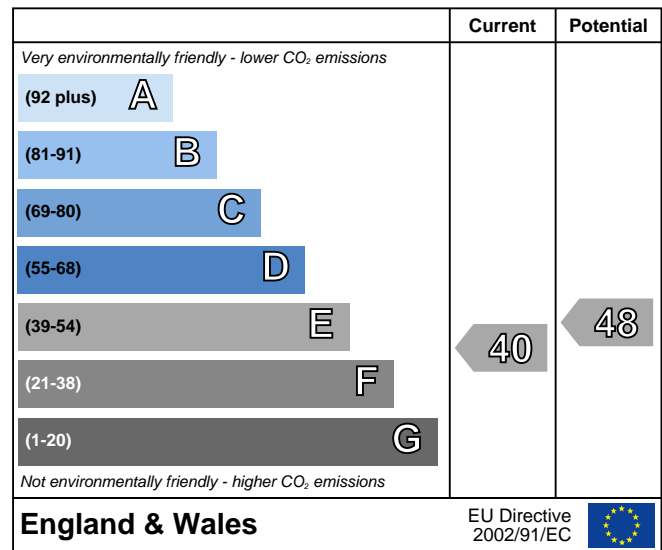 Current Potential
Very environmentally friendly - lower CO₂ emissions
(92 plus) A
(81-91) B
(69-80) C
(55-68) D
(39-54) E
48
40
(21-38) F
(1-20) G
Not environmentally friendly - higher CO₂ emissions
England & Wales
EU Directive
2002/91/EC